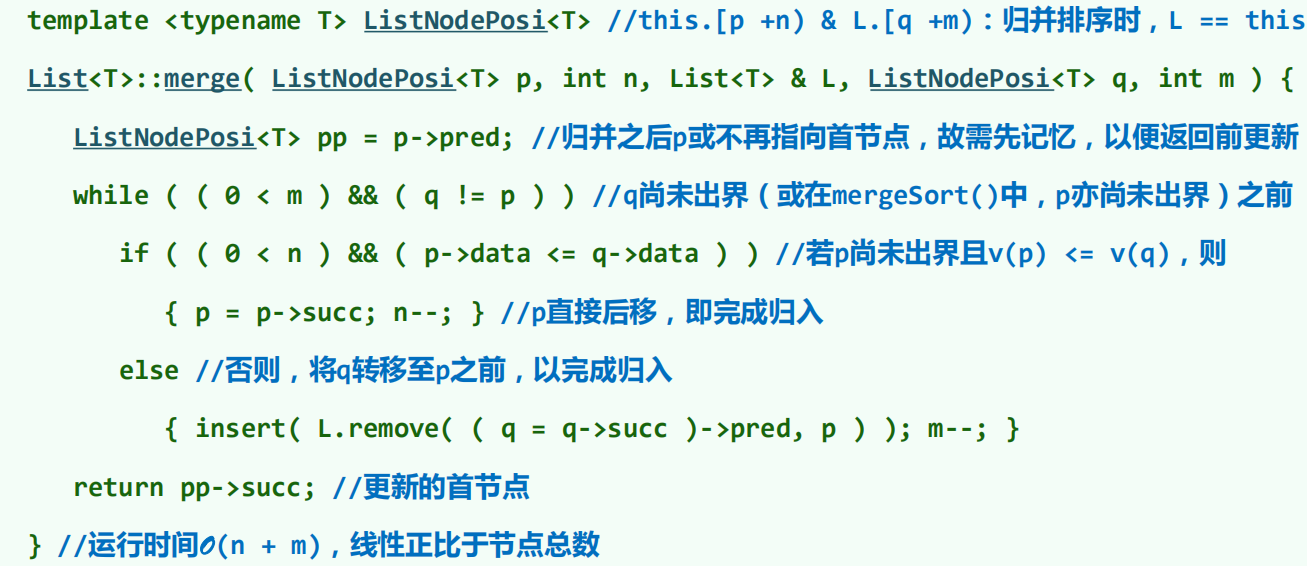 template <typename T> ListNodePosi<T> //this.[p +n) & L.[q +m)：归并排序时，L == this
List<T>::merge( ListNodePosi<T> p, int n, List<T> & L, ListNodePosi<T> q, int m ) {
ListNodePosi<T> pp = p->pred; //归并之后p或不再指向首节点，故需先记忆，以便返回前更新
while ( ( 0 < m ) && ( q != p ) ) //q尚未出界（或在mergeSort()中，p亦尚未出界）之前
if ( ( 0 < n ) && ( p->data <= q->data ) ) //若p尚未出界且v(p) <= v(q)，则
{ p = p->succ; n--; } //p直接后移，即完成归入
else //否则，将q转移至p之前，以完成归入
{ insert( L.remove( ( q = q->succ )->pred, p ) ); m--; }
return pp->succ; //更新的首节点
} //运行时间𝒪(n + m)，线性正比于节点总数